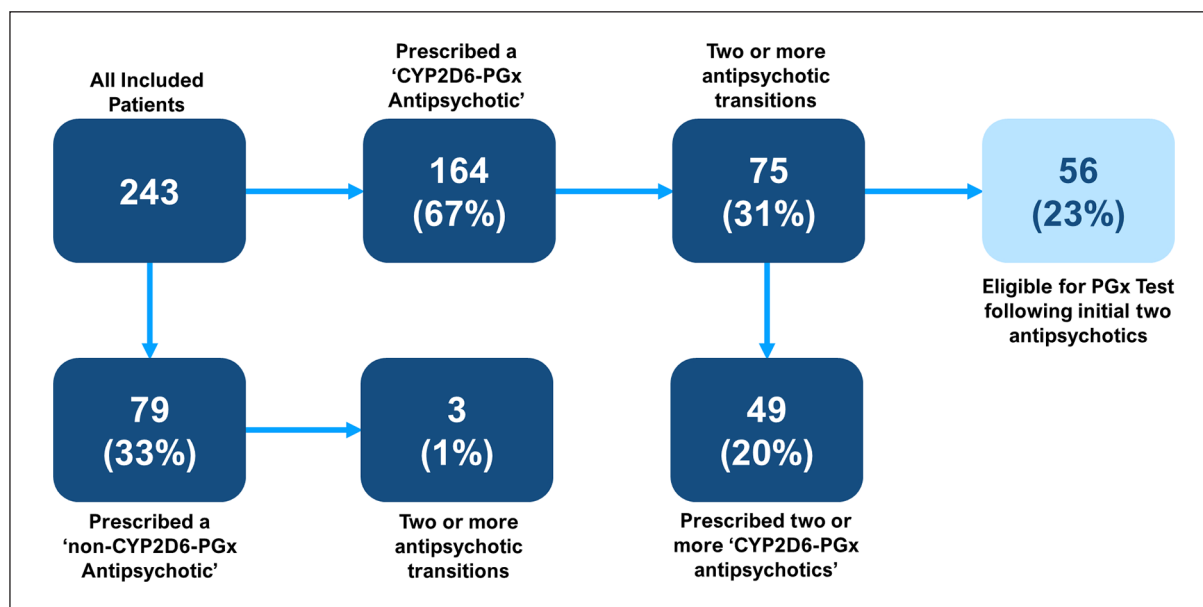 All Included
Patients
243
Prescribed a
‘CYP2D6-PGx
Antipsychotic’
164
(67%)
Two or more
antipsychotic
transitions
75
(31%)
56
(23%)
Eligible for PGx Test
following initial two
antipsychotics
79
(33%)
Prescribed a
‘non-CYP2D6-PGx
Antipsychotic’
3
(1%)
Two or more
antipsychotic
transitions
49
(20%)
Prescribed two or
more ‘CYP2D6-PGx
antipsychotics’